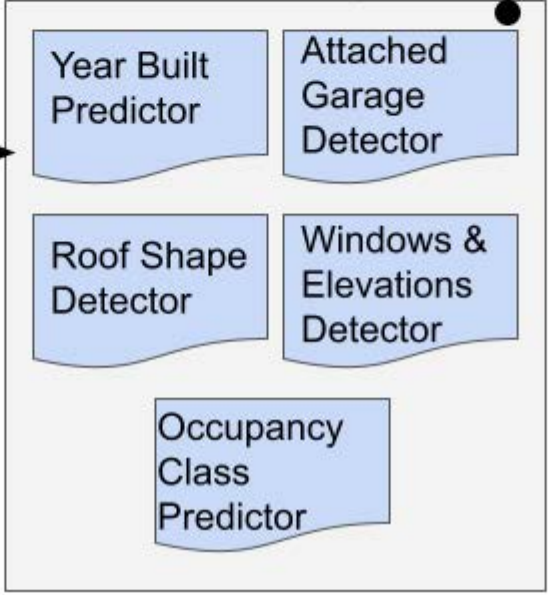 Year Built
Predictor
Attached
Garage
Detector
Roof Shape
Detector
Windows &
Elevations
Detector
Occupancy
Class
Predictor